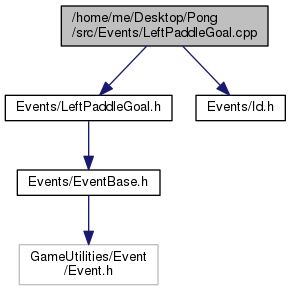 /home/me/Desktop/Pong
/src/Events/LeftPaddleGoal.cpp
Events/LeftPaddleGoal.h
Events/Id.h
Events/EventBase.h
GameUtilities/Event
/Event.h